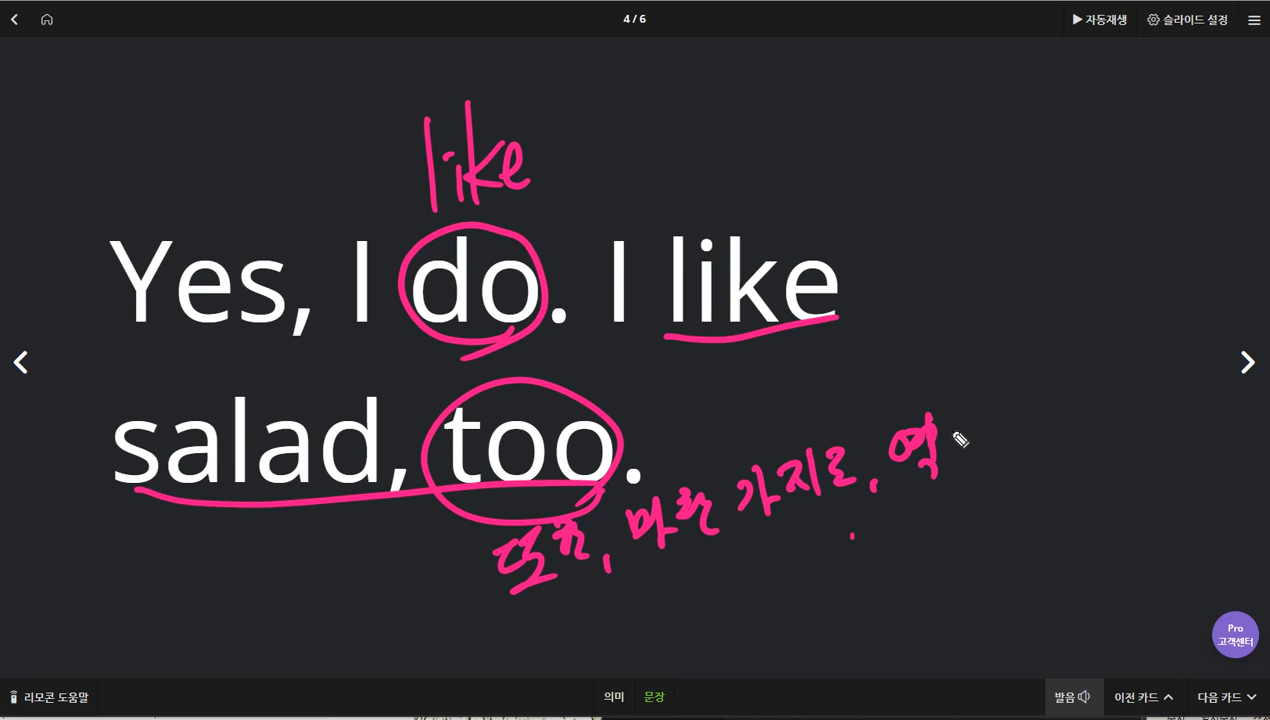 4 / 6
자동재생
슬라이드 설정
like
Yes, I do. I like
salad, too.
또한, 마찬가지로, 역
Pro
고객센터
리모콘 도움말
의미
문장
발음
이전 카드
다음 카드